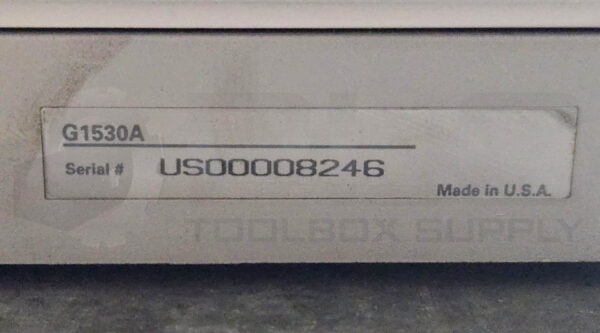 G1530A
Serial # US00008246
Made in U.S.A.
TOOLBOX SUPPLY